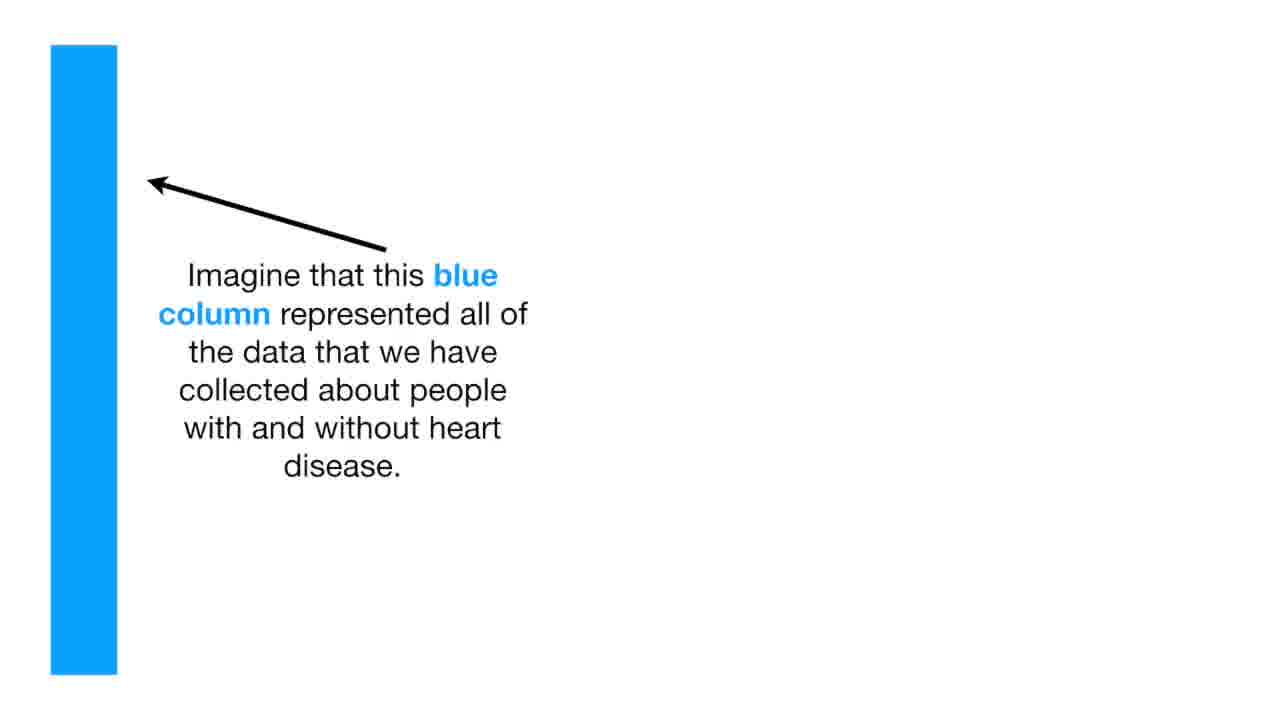 Imagine that this blue
column represented all of
the data that we have
collected about people
with and without heart
disease.